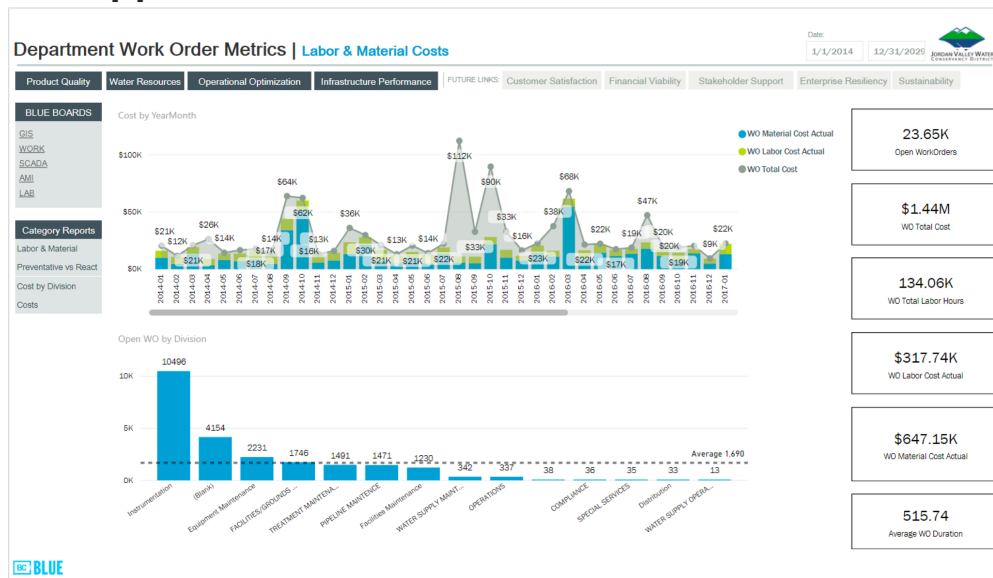 Department Work Order Metrics | Labor & Material Costs
Date:
1/1/2014 12/31/2029
JORDAN VALLEY WATER
CONSERVANCY DISTRICT
Product Quality Water Resources Operational Optimization Infrastructure Performance FUTURE LINKS: Customer Satisfaction Financial Viability Stakeholder Support Enterprise Resiliency Sustainability
BLUE BOARDS
GIS
WORK
SCADA
AMI
LAB
Category Reports
Labor & Material
Preventative vs React
Cost by Division
Costs
Cost by YearMonth
WO Material Cost Actual
WO Labor Cost Actual
WO Total Cost
$100K
$50K
$0K
$21K $12K $21K $26K $14K $18K $17K $14K $64K $62K $16K $13K $36K $30K $21K $13K $21K $14K $22K $112K $33K $90K $33K $16K $23K $38K $68K $22K $22K $17K $19K $47K $20K $20K $19K $9K $22K
2014-01 2014-02 2014-03 2014-04 2014-05 2014-06 2014-07 2014-08 2014-09 2014-10 2014-11 2014-12 2015-01 2015-02 2015-03 2015-04 2015-05 2015-06 2015-07 2015-08 2015-09 2015-10 2015-11 2015-12 2016-01 2016-02 2016-03 2016-04 2016-05 2016-06 2016-07 2016-08 2016-09 2016-10 2016-11 2016-12 2017-01
Open WO by Division
10K
5K
0K
10496 4154 2231 1746 1491 1471 1230 342 337 38 36 35 33 13
Average 1,690
Instrumentation
(Blank)
Equipment Maintenance
FACILITIES/GROUNDS ...
TREATMENT MAINTENA...
PIPELINE MAINTENCE
Facilities Maintenance
WATER SUPPLY MAINT...
OPERATIONS
COMPLIANCE
SPECIAL SERVICES
Distribution
WATER SUPPLY OPERA...
23.65K
Open WorkOrders
$1.44M
WO Total Cost
134.06K
WO Total Labor Hours
$317.74K
WO Labor Cost Actual
$647.15K
WO Material Cost Actual
515.74
Average WO Duration
BC BLUE